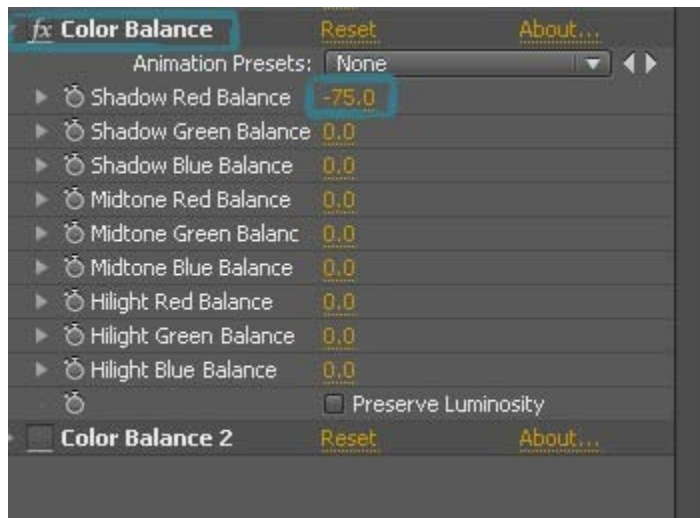 fx Color Balance Reset About...
Animation Presets: None
Shadow Red Balance -75.0
Shadow Green Balance 0.0
Shadow Blue Balance 0.0
Midtone Red Balance 0.0
Midtone Green Balanc 0.0
Midtone Blue Balance 0.0
Hilight Red Balance 0.0
Hilight Green Balance 0.0
Hilight Blue Balance 0.0
Preserve Luminosity
Color Balance 2 Reset About...